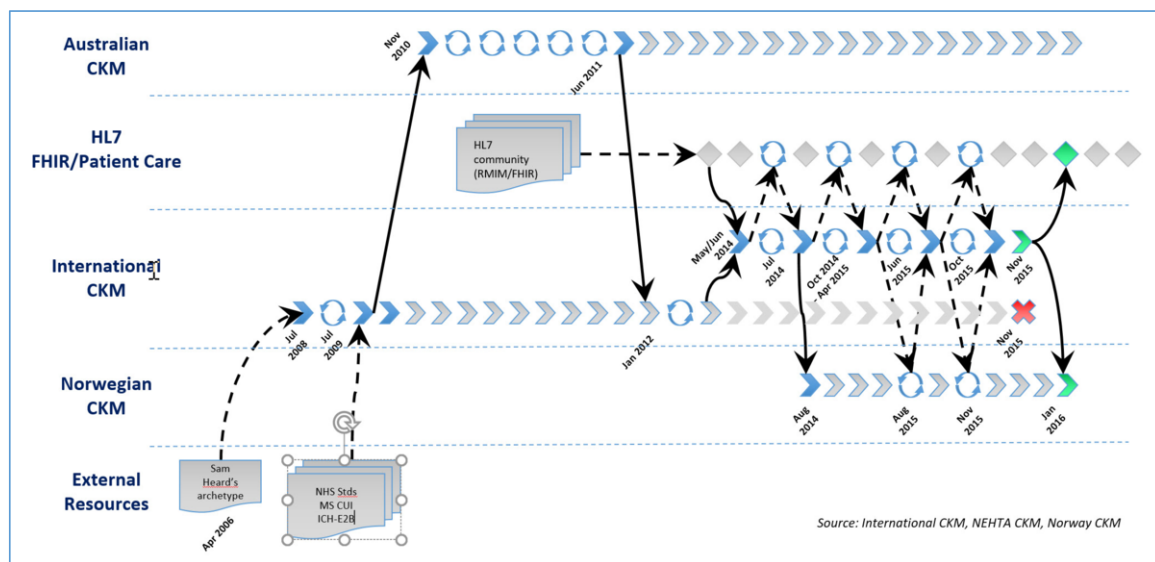 Australian
CKM
Nov
2010
Jun 2011
HL7
FHIR/Patient Care
HL7
community
(RMIM/FHIR)
International
CKM
May/Jun
2014
Jul
2014
Oct 2014
- Apr 2015
Jun
2015
Oct
2015
Nov
2015
Jul
2008
Jul
2009
Jan 2012
Nov
2015
Norwegian
CKM
Aug
2014
Aug
2015
Nov
2015
Jan
2016
External
Resources
Sam
Heard's
archetype
Apr 2006
NHS Stds
MS CUI
ICH-E2B
Source: International CKM, NEHTA CKM, Norway CKM